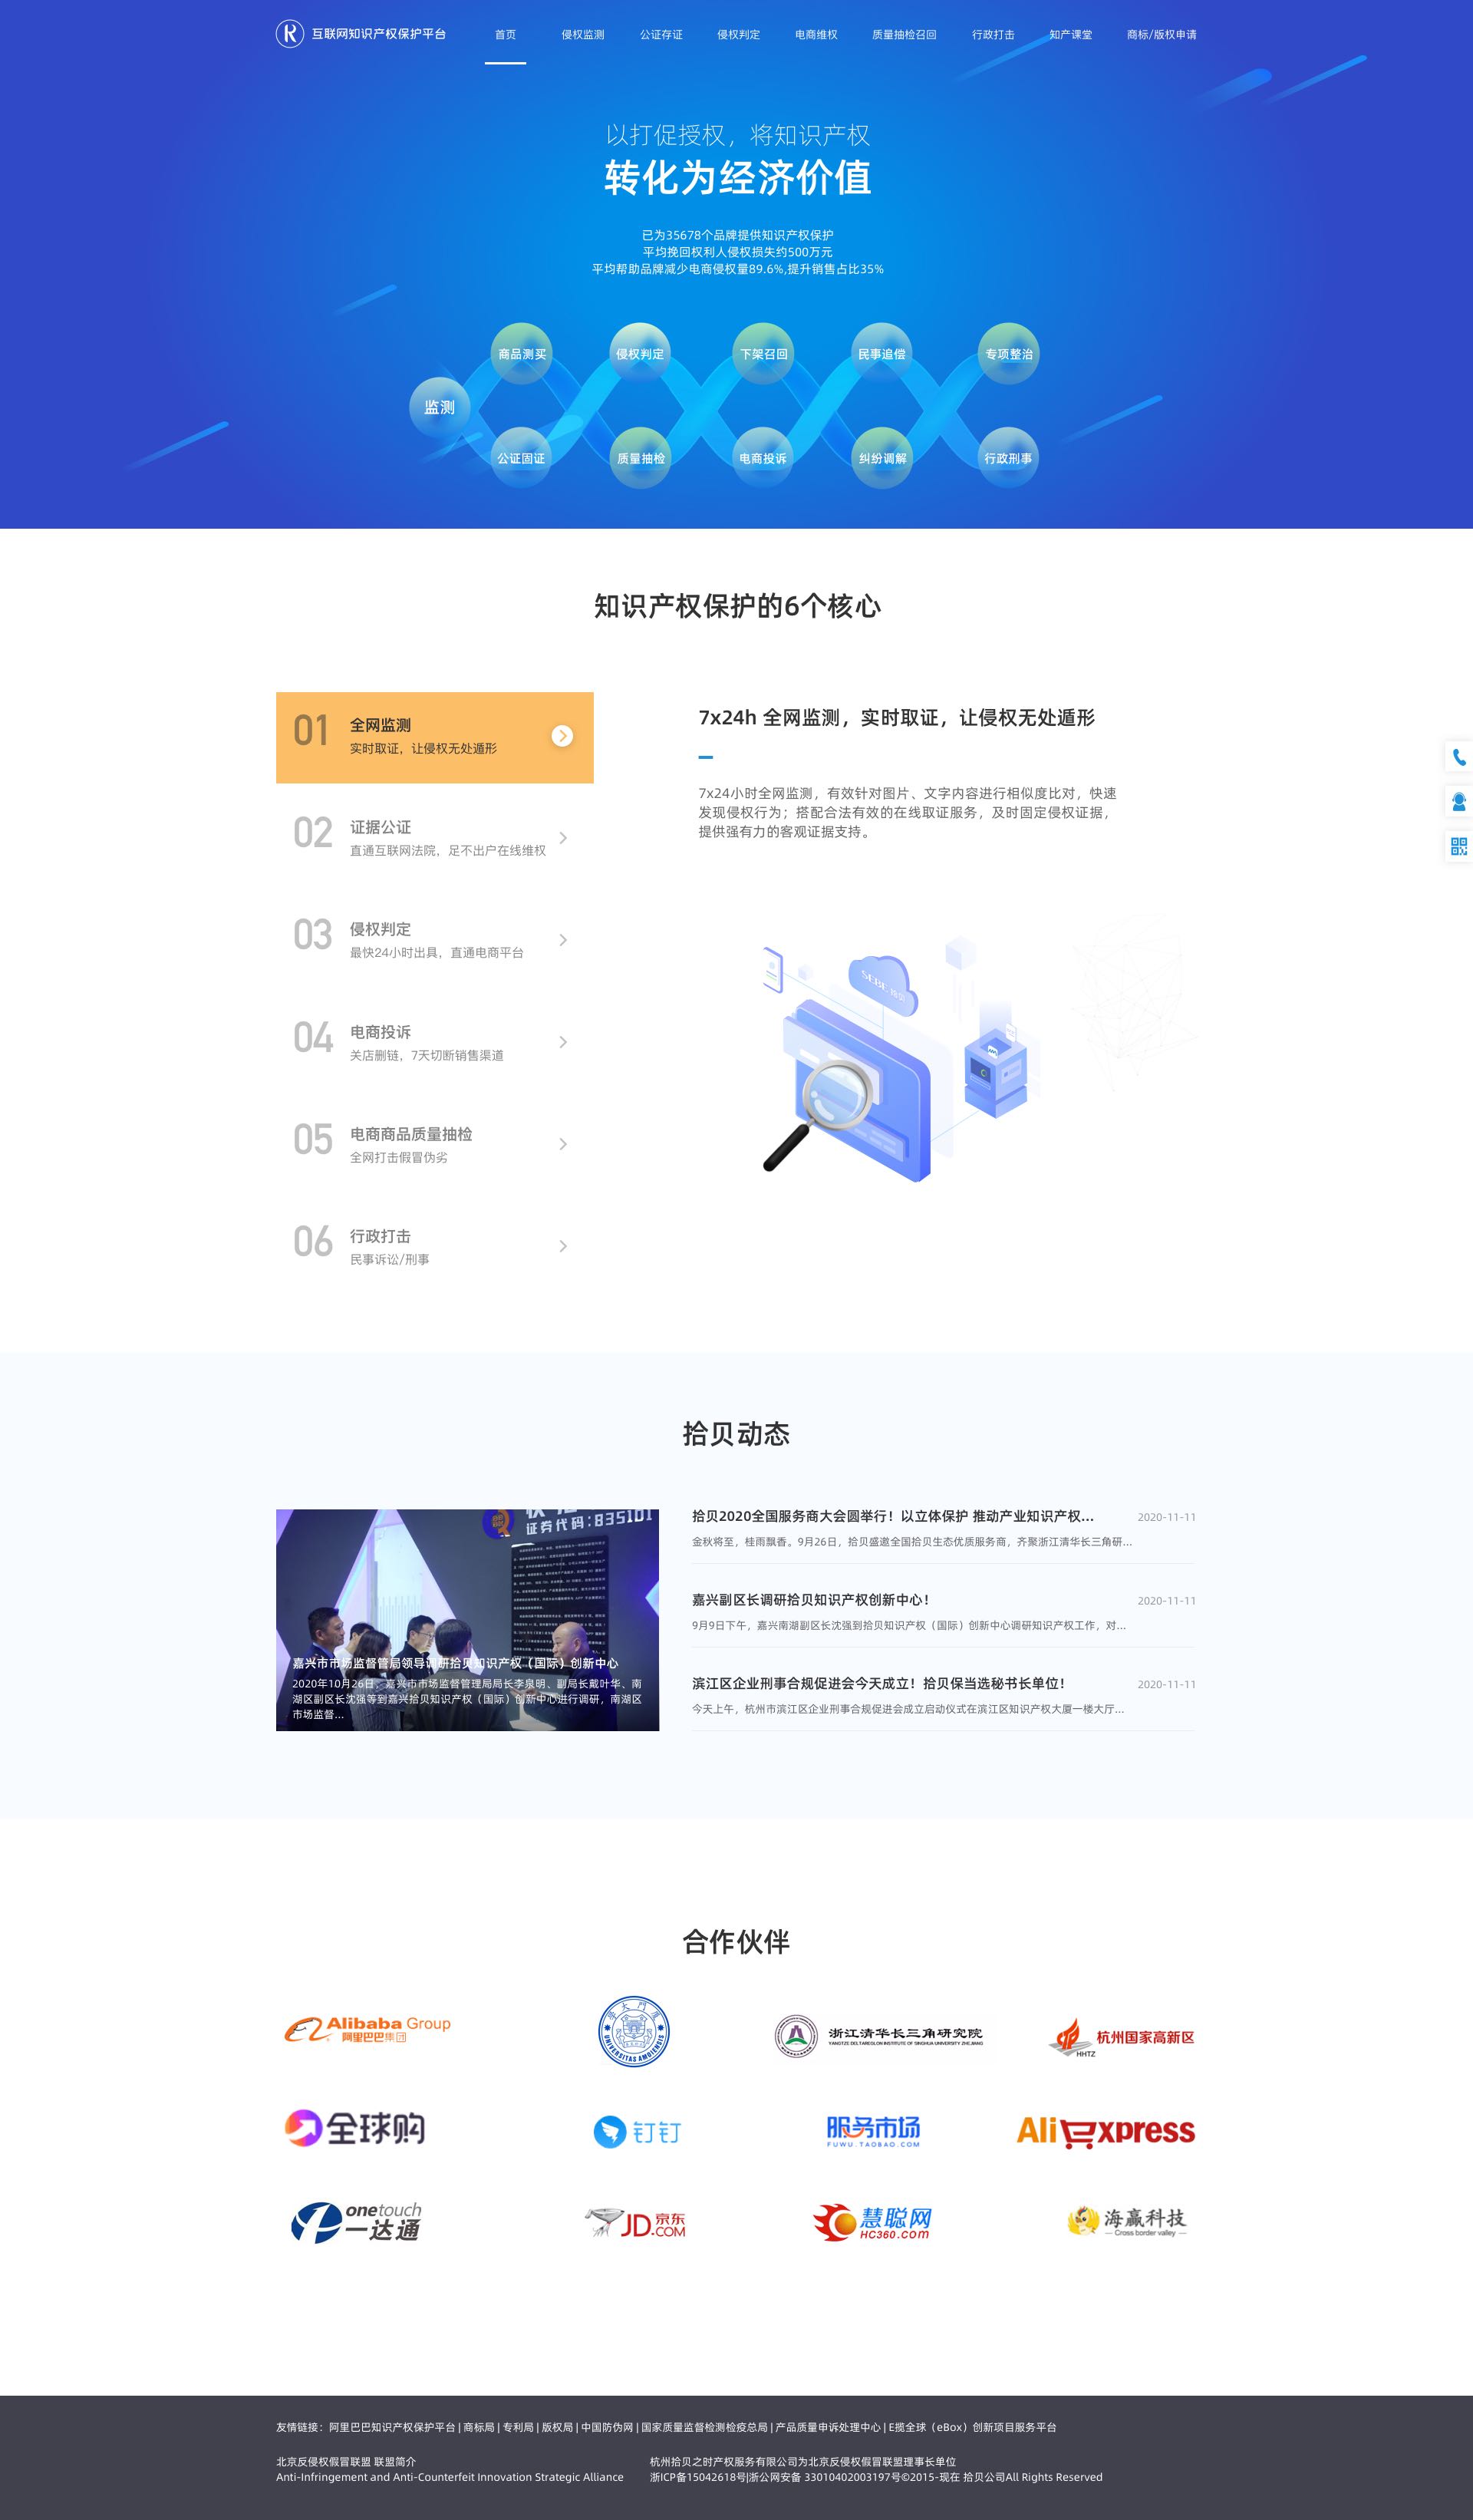 互联网知识产权保护平台
首页
侵权监测
公证存证
侵权判定
电商维权
质量抽检召回
行政打击
知产课堂
商标/版权申请
以打促授权，将知识产权
转化为经济价值
已为35678个品牌提供知识产权保护
平均挽回权利人侵权损失约500万元
平均帮助品牌减少电商侵权量89.6%,提升销售占比35%
商品测买
侵权判定
下架召回
民事追偿
专项整治
监测
公证固证
质量抽检
电商投诉
纠纷调解
行政刑事
知识产权保护的6个核心
01
全网监测
实时取证，让侵权无处遁形
02
证据公证
直通互联网法院，足不出户在线维权
03
侵权判定
最快24小时出具，直通电商平台
04
电商投诉
关店删链，7天切断销售渠道
05
电商商品质量抽检
全网打击假冒伪劣
06
行政打击
民事诉讼/刑事
7x24h 全网监测，实时取证，让侵权无处遁形
7x24小时全网监测，有效针对图片、文字内容进行相似度比对，快速
发现侵权行为；搭配合法有效的在线取证服务，及时固定侵权证据，
提供强有力的客观证据支持。
拾贝动态
证券代码:835101
嘉兴市市场监督管局领导调研拾贝知识产权（国际）创新中心
2020年10月26日，嘉兴市市场监督管理局局长李泉明、副局长戴叶华、南
湖区副区长沈强等到嘉兴拾贝知识产权（国际）创新中心进行调研，南湖区
市场监督...
拾贝2020全国服务商大会圆举行！以立体保护 推动产业知识产权...
2020-11-11
金秋将至，桂雨飘香。9月26日，拾贝盛邀全国拾贝生态优质服务商，齐聚浙江清华长三角研...
嘉兴副区长调研拾贝知识产权创新中心！
2020-11-11
9月9日下午，嘉兴南湖副区长沈强到拾贝知识产权（国际）创新中心调研知识产权工作，对...
滨江区企业刑事合规促进会今天成立！拾贝保当选秘书长单位！
2020-11-11
今天上午，杭州市滨江区企业刑事合规促进会成立启动仪式在滨江区知识产权大厦一楼大厅...
合作伙伴
Alibaba Group
阿里巴巴集团
UNIVERSITAS AMOIENSIS
浙江清华长三角研究院
YANGTZE DELTAREGLON INSTITUTE OF SINGHUA UNIVERSITY ZHEJIANG
HHTZ
杭州国家高新区
全球购
钉钉
服务市场
FUWU.TAOBAO.COM
Ali xpress
onetouch
一达通
JD.COM
京东
慧聪网
HC360.com
海赢科技
Cross border valley
友情链接：阿里巴巴知识产权保护平台 | 商标局 | 专利局 | 版权局 | 中国防伪网 | 国家质量监督检测检疫总局 | 产品质量申诉处理中心 | E揽全球（eBox）创新项目服务平台
北京反侵权假冒联盟 联盟简介
Anti-Infringement and Anti-Counterfeit Innovation Strategic Alliance
杭州拾贝之时产权服务有限公司为北京反侵权假冒联盟理事长单位
浙ICP备15042618号|浙公网安备 33010402003197号©2015-现在 拾贝公司All Rights Reserved